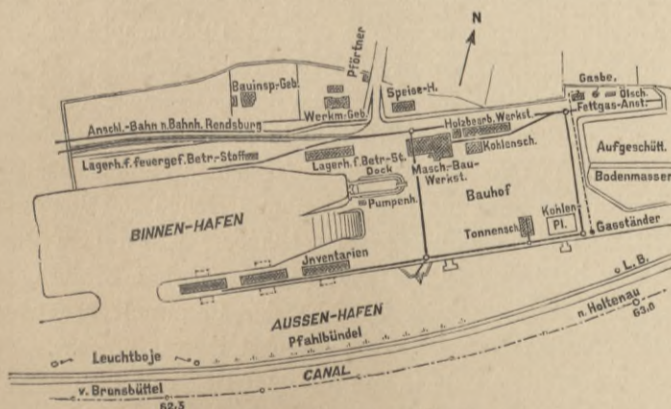 N
Gasbe.
Pförtner
Bauinsp.-Geb.
Speise-H.
Ölsch.
Werkm.-Geb.
Fettgas-Anst.
Holzbearb.Werkst.
Anschl.-Bahn n.Bahnh. Rendsburg
Kohlensch.
Aufgeschütt.
Lagerh.f.feuergef.Betr.-Stoff
Lagerh.f.Betr-St.
Masch.-Bau-
Werkst.
Dock
Bodenmassen
Bauhof
Pumpenh.
Kohlen-
Pl.
BINNEN-HAFEN
Tonnensch.
Gasständer
Inventarien
L.B.
AUSSEN-HAFEN
n. Holtenau
Pfahlbündel
63.0
Leuchtboje
CANAL
v. Brunsbüttel
62.5